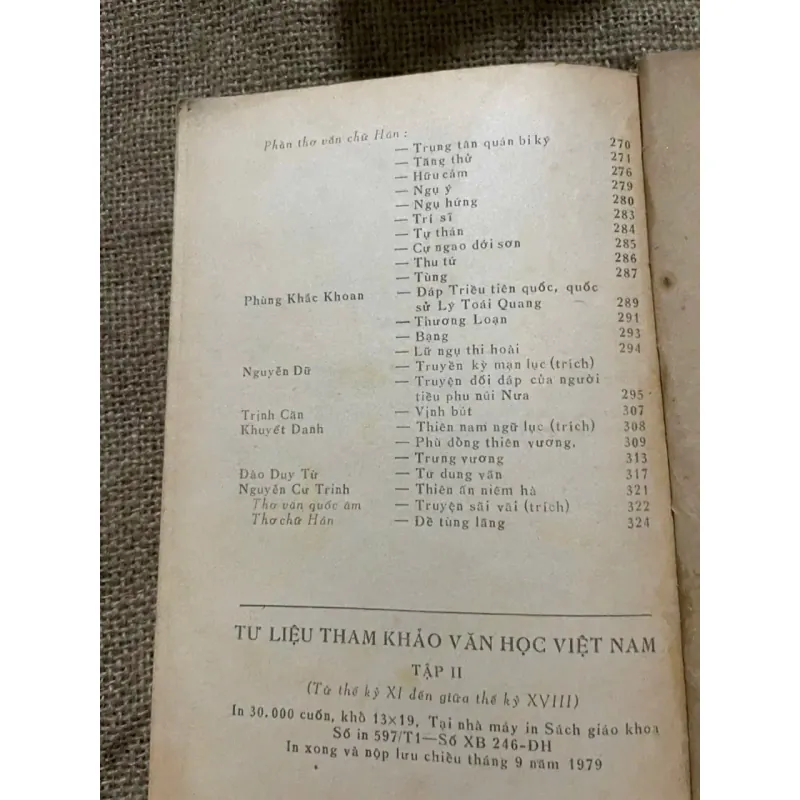 Phần thơ văn chữ Hán :
— Trung tân quán bi ký 270
— Tăng thử 271
— Hữu cảm 276
— Ngụ ý 279
— Ngụ hứng 280
— Trí sĩ 283
— Tự thán 284
— Cự ngao đới sơn 285
— Thu tứ 286
— Tùng 287
Phùng Khắc Khoan — Đáp Triều tiên quốc, quốc
sứ Lý Toái Quang 289
— Thương Loạn 291
— Bạng 293
— Lữ ngụ thi hoài 294
Nguyễn Dữ — Truyền kỳ mạn lục (trích)
— Truyện đối đáp của người
tiều phu núi Nưa 295
Trịnh Căn — Vịnh bút 307
Khuyết Danh — Thiên nam ngữ lục (trích) 308
— Phù đồng thiên vương, 309
— Trưng vương 313
Đào Duy Từ — Tư dung vãn 317
Nguyễn Cư Trinh — Thiên ấn niêm hà 321
Thơ văn quốc âm — Truyện sãi vãi (trích) 322
Thơ chữ Hán — Đề tùng lãng 324
TƯ LIỆU THAM KHẢO VĂN HỌC VIỆT NAM
TẬP II
(Từ thế kỷ XI đến giữa thế kỷ XVIII)
In 30.000 cuốn, khổ 13×19, Tại nhà máy in Sách giáo khoa
Số in 597/T1—Số XB 246-ĐH
In xong và nộp lưu chiều tháng 9 năm 1979